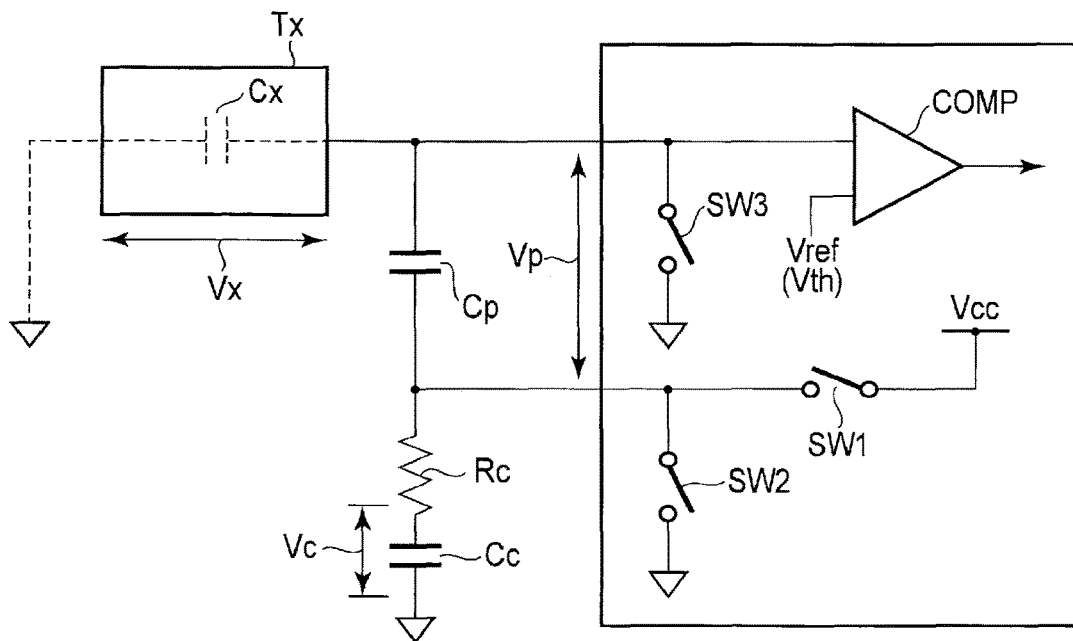 Tx
Cx
COMP
SW3
Vref
(Vth)
Vp
Vx
Cp
Vcc
SW1
Rc
SW2
Vc
Cc